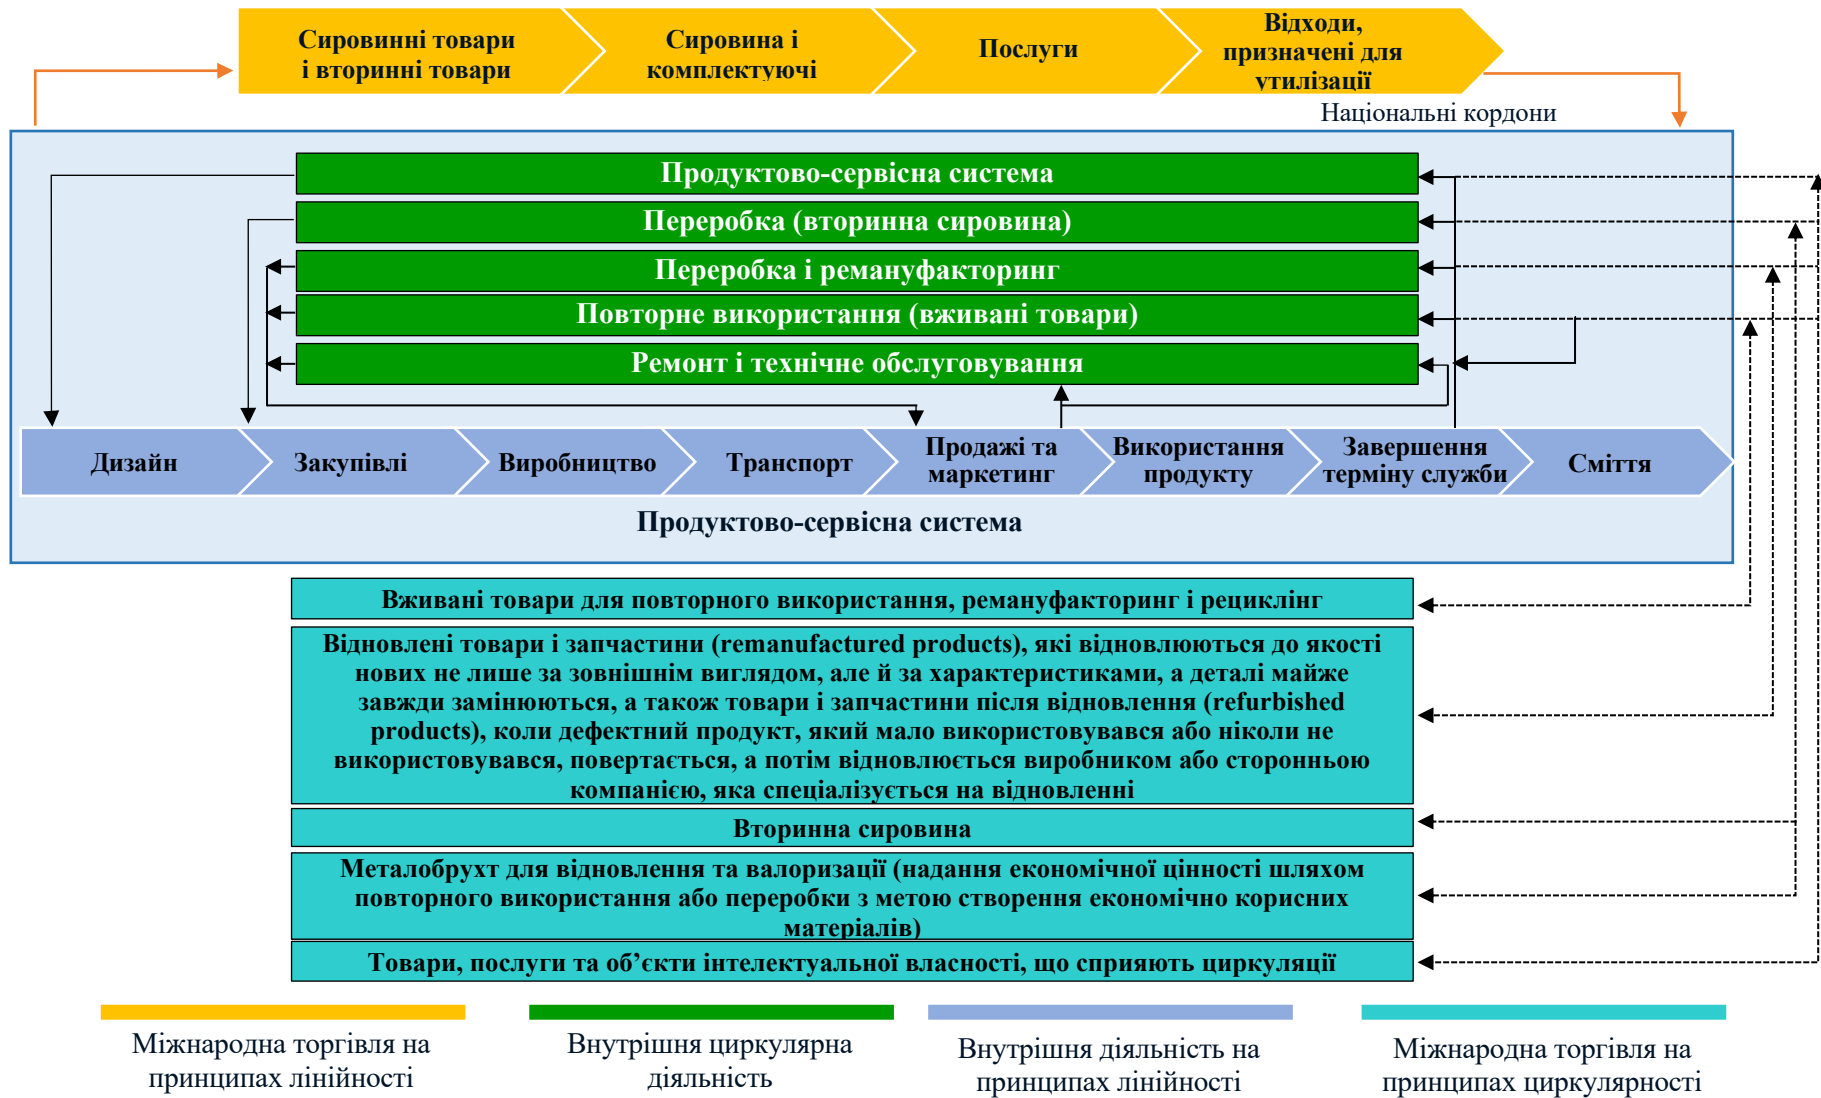 Сировинні товари
і вторинні товари
Сировина і
комплектуючі
Послуги
Відходи,
призначені для
утилізації
Національні кордони
Продуктово-сервісна система
Переробка (вторинна сировина)
Переробка і ремануфакторинг
Повторне використання (вживані товари)
Ремонт і технічне обслуговування
Дизайн
Закупівлі
Виробництво
Транспорт
Продажі та
маркетинг
Використання
продукту
Завершення
терміну служби
Сміття
Продуктово-сервісна система
Вживані товари для повторного використання, ремануфакторинг і рециклінг
Відновлені товари і запчастини (remanufactured products), які відновлюються до якості
нових не лише за зовнішнім виглядом, але й за характеристиками, а деталі майже
завжди замінюються, а також товари і запчастини після відновлення (refurbished
products), коли дефектний продукт, який мало використовувався або ніколи не
використовувався, повертається, а потім відновлюється виробником або сторонньою
компанією, яка спеціалізується на відновленні
Вторинна сировина
Металобрухт для відновлення та валоризації (надання економічної цінності шляхом
повторного використання або переробки з метою створення економічно корисних
матеріалів)
Товари, послуги та об’єкти інтелектуальної власності, що сприяють циркуляції
Міжнародна торгівля на
принципах лінійності
Внутрішня циркулярна
діяльність
Внутрішня діяльність на
принципах лінійності
Міжнародна торгівля на
принципах циркулярності